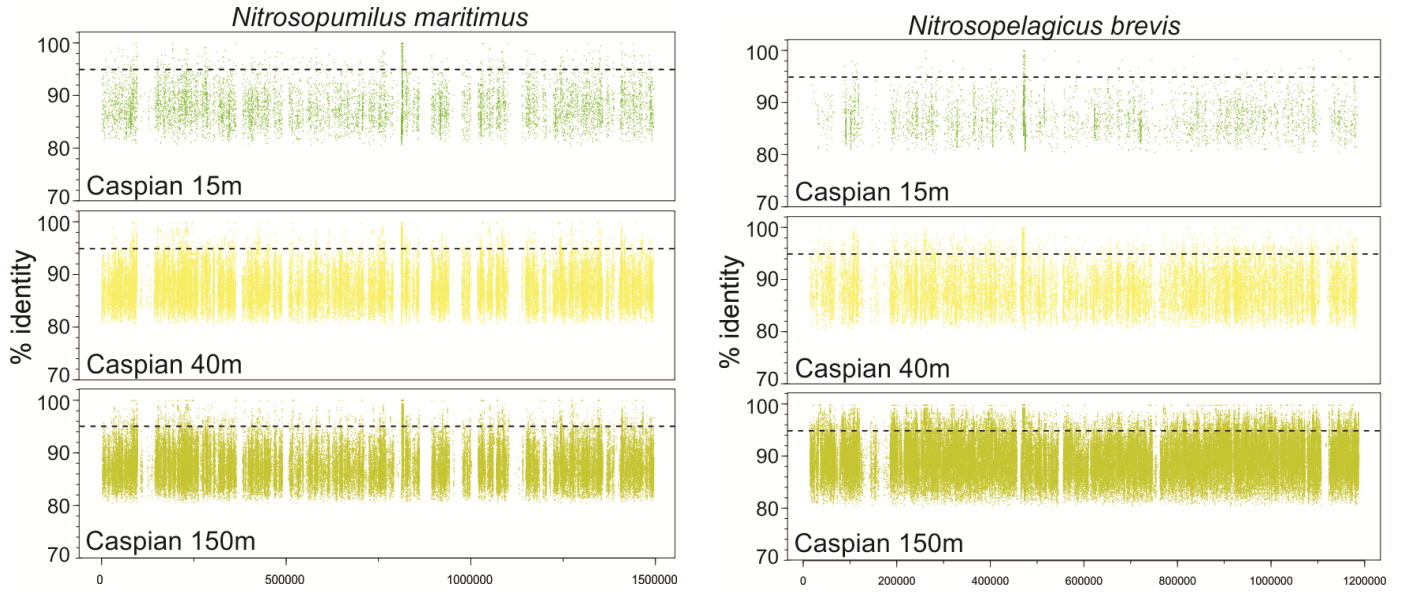 Nitrosopumilus maritimus
100
90
80
70
Caspian 15m
100
90
80
70
Caspian 40m
100
90
80
70
Caspian 150m
% identity
0 500000 1000000 1500000
Nitrosopelagicus brevis
100
90
80
70
Caspian 15m
100
90
80
70
Caspian 40m
100
90
80
70
Caspian 150m
% identity
0 200000 400000 600000 800000 1000000 1200000